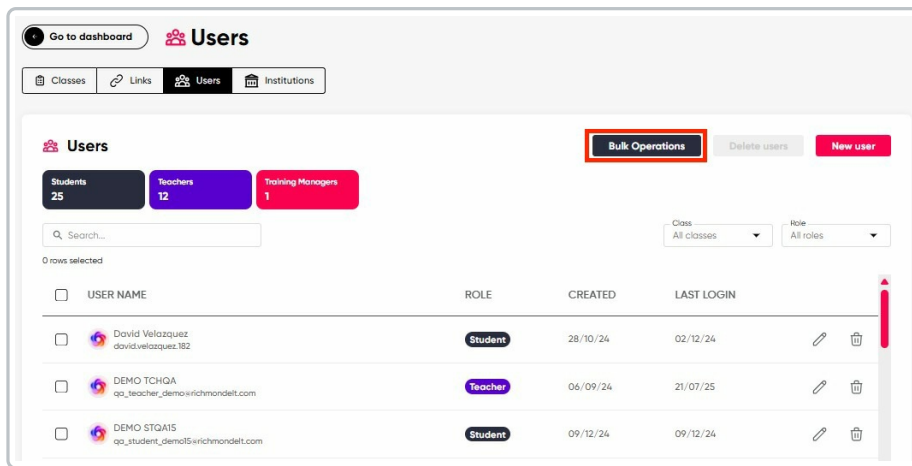 Go to dashboard
Users
Classes
Links
Users
Institutions
Users
Bulk Operations
Delete users
New user
Students
25
Teachers
12
Training Managers
1
Search...
Class
All classes
Role
All roles
0 rows selected
USER NAME
ROLE
CREATED
LAST LOGIN
David Velazquez
david.velazquez.182
Student
28/10/24
02/12/24
DEMO TCHQA
qa_teacher_demo@richmondelt.com
Teacher
06/09/24
21/07/25
DEMO STQA15
qa_student_demo15@richmondelt.com
Student
09/12/24
09/12/24